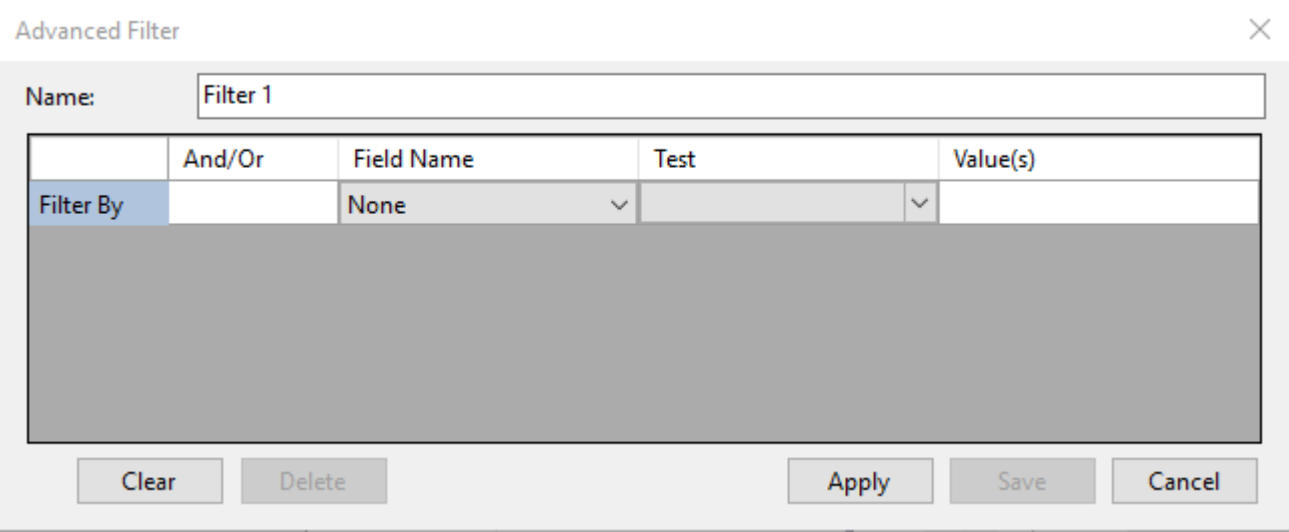 Advanced Filter
Name: Filter 1
And/Or Field Name Test Value(s)
Filter By None
Clear Delete Apply Save Cancel